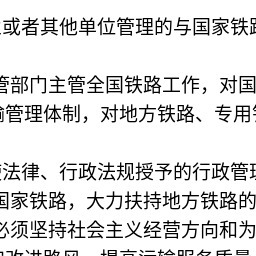 或者其他单位管理的与国家铁路
管部门主管全国铁路工作，对国
输管理体制，对地方铁路、专用
法律、行政法规授予的行政管理
国家铁路，大力扶持地方铁路的
必须坚持社会主义经营方向和为